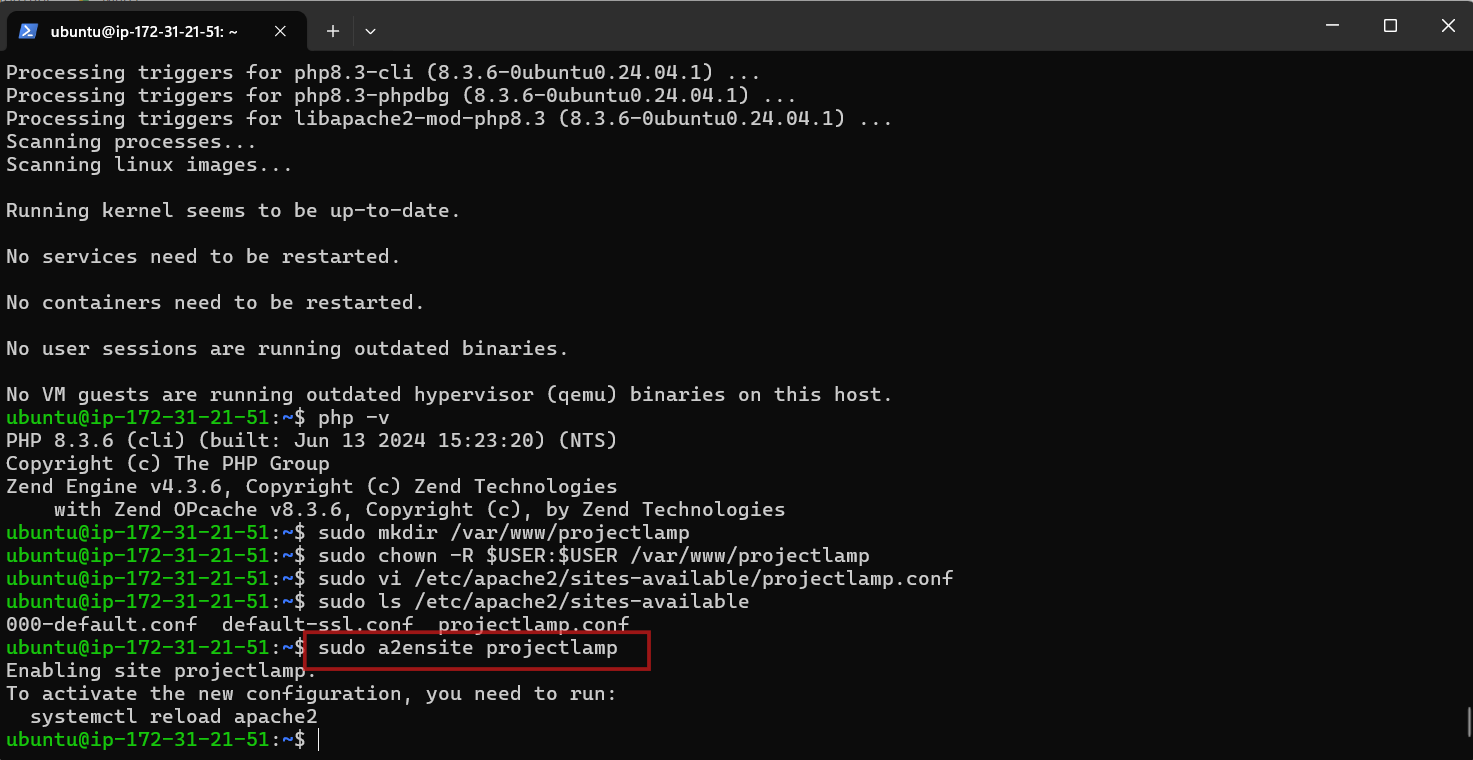 ubuntu@ip-172-31-21-51: ~
Processing triggers for php8.3-cli (8.3.6-0ubuntu0.24.04.1) ...
Processing triggers for php8.3-phpdbg (8.3.6-0ubuntu0.24.04.1) ...
Processing triggers for libapache2-mod-php8.3 (8.3.6-0ubuntu0.24.04.1) ...
Scanning processes...
Scanning linux images...
Running kernel seems to be up-to-date.
No services need to be restarted.
No containers need to be restarted.
No user sessions are running outdated binaries.
No VM guests are running outdated hypervisor (qemu) binaries on this host.
ubuntu@ip-172-31-21-51:~$ php -v
PHP 8.3.6 (cli) (built: Jun 13 2024 15:23:20) (NTS)
Copyright (c) The PHP Group
Zend Engine v4.3.6, Copyright (c) Zend Technologies
    with Zend OPcache v8.3.6, Copyright (c), by Zend Technologies
ubuntu@ip-172-31-21-51:~$ sudo mkdir /var/www/projectlamp
ubuntu@ip-172-31-21-51:~$ sudo chown -R $USER:$USER /var/www/projectlamp
ubuntu@ip-172-31-21-51:~$ sudo vi /etc/apache2/sites-available/projectlamp.conf
ubuntu@ip-172-31-21-51:~$ sudo ls /etc/apache2/sites-available
000-default.conf  default-ssl.conf  projectlamp.conf
ubuntu@ip-172-31-21-51:~$ sudo a2ensite projectlamp
Enabling site projectlamp.
To activate the new configuration, you need to run:
  systemctl reload apache2
ubuntu@ip-172-31-21-51:~$